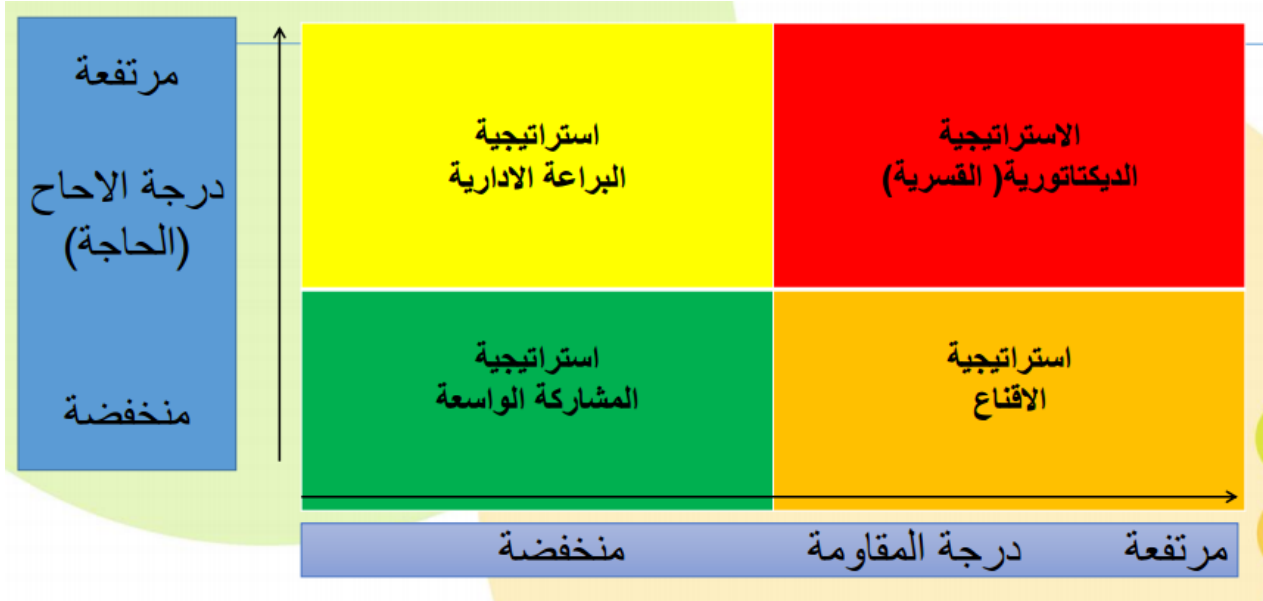 مرتفعة
درجة الاحاح
(الحاجة)
منخفضة
استراتيجية
البراعة الادارية
الاستراتيجية
الديكتاتورية( القسرية)
استراتيجية
المشاركة الواسعة
استراتيجية
الاقناع
منخفضة درجة المقاومة مرتفعة